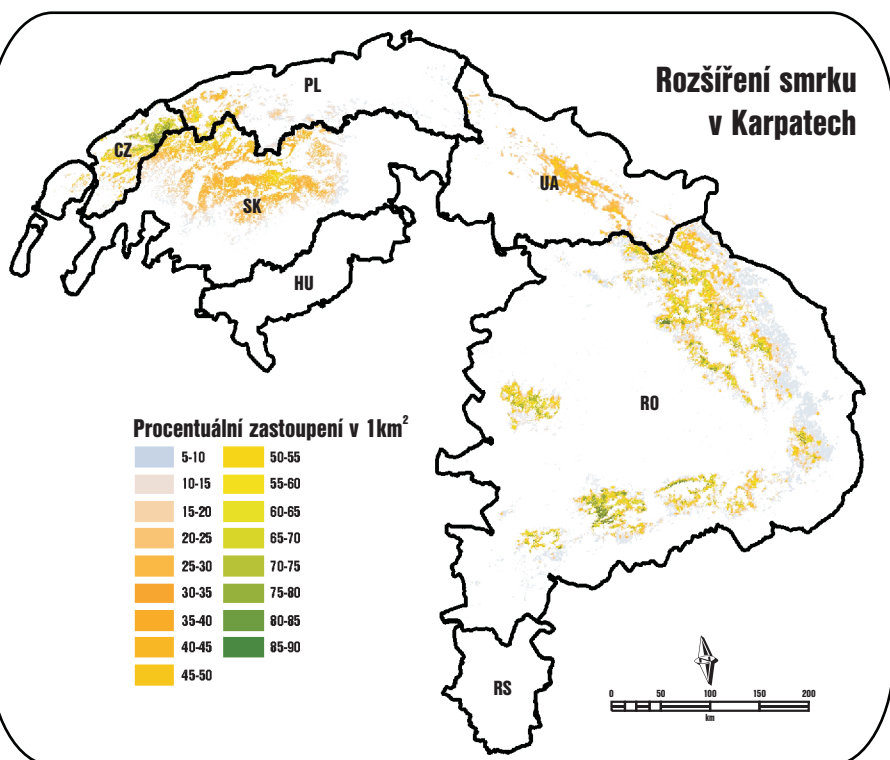 Rozšíření smrku
v Karpatech
PL
CZ
SK
UA
HU
RO
RS
Procentuální zastoupení v 1km²
5-10
10-15
15-20
20-25
25-30
30-35
35-40
40-45
45-50
50-55
55-60
60-65
65-70
70-75
75-80
80-85
85-90
0 50 100 150 200
km